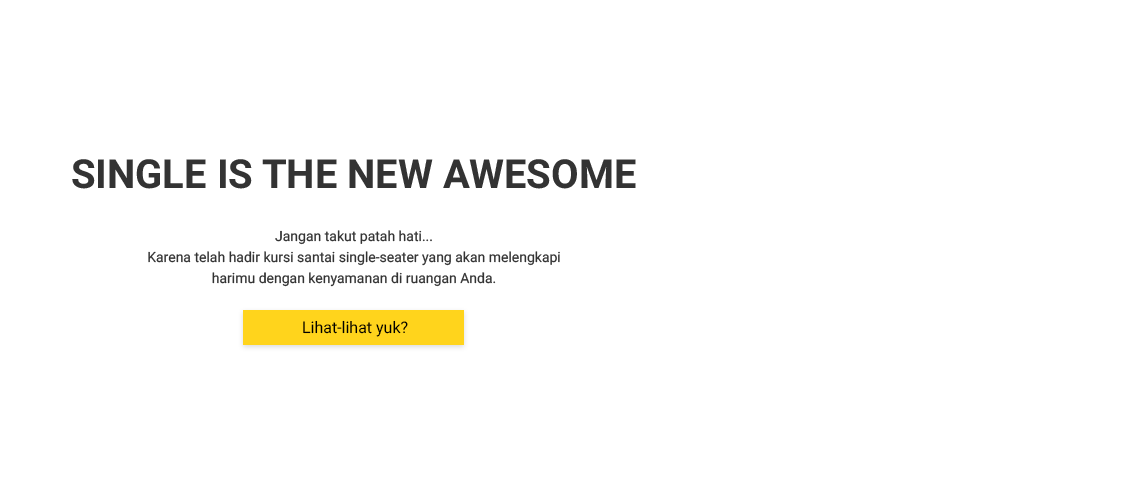 SINGLE IS THE NEW AWESOME
Jangan takut patah hati...
Karena telah hadir kursi santai single-seater yang akan melengkapi
harimu dengan kenyamanan di ruangan Anda.
Lihat-lihat yuk?